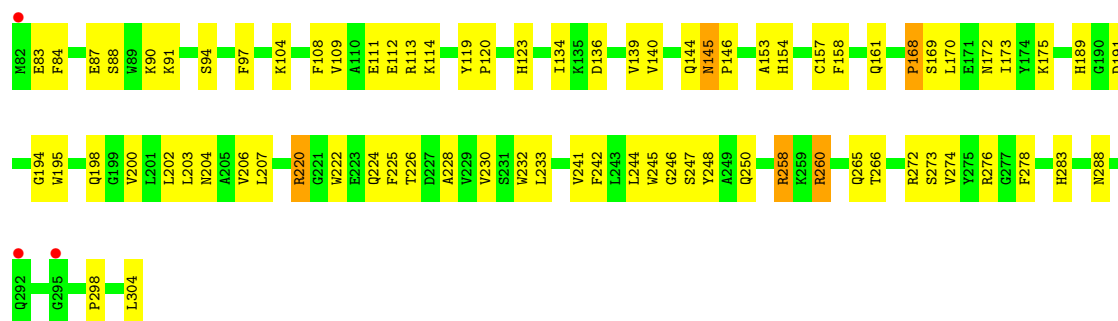 M82 E83 F84 E87 S88 W89 K90 K91 S94 F97 K104 F108 V109 A110 E111 E112 R113 K114 Y119 P120 H123 I134 K135 D136 V139 V140 Q144 N145 P146 A153 H154 C157 F158 Q161 P168 S169 L170 E171 N172 I173 Y174 K175 H189 G190 D191
G194 W195 Q198 G199 V200 L201 L202 L203 N204 A205 V206 L207 R220 G221 W222 E223 Q224 F225 T226 D227 A228 V229 V230 S231 W232 L233 V241 F242 L243 L244 W245 G246 S247 Y248 A249 Q250 R258 K259 R260 Q265 T266 R272 S273 V274 Y275 R276 G277 F278 H283 N288
Q292 G295 P298 L304